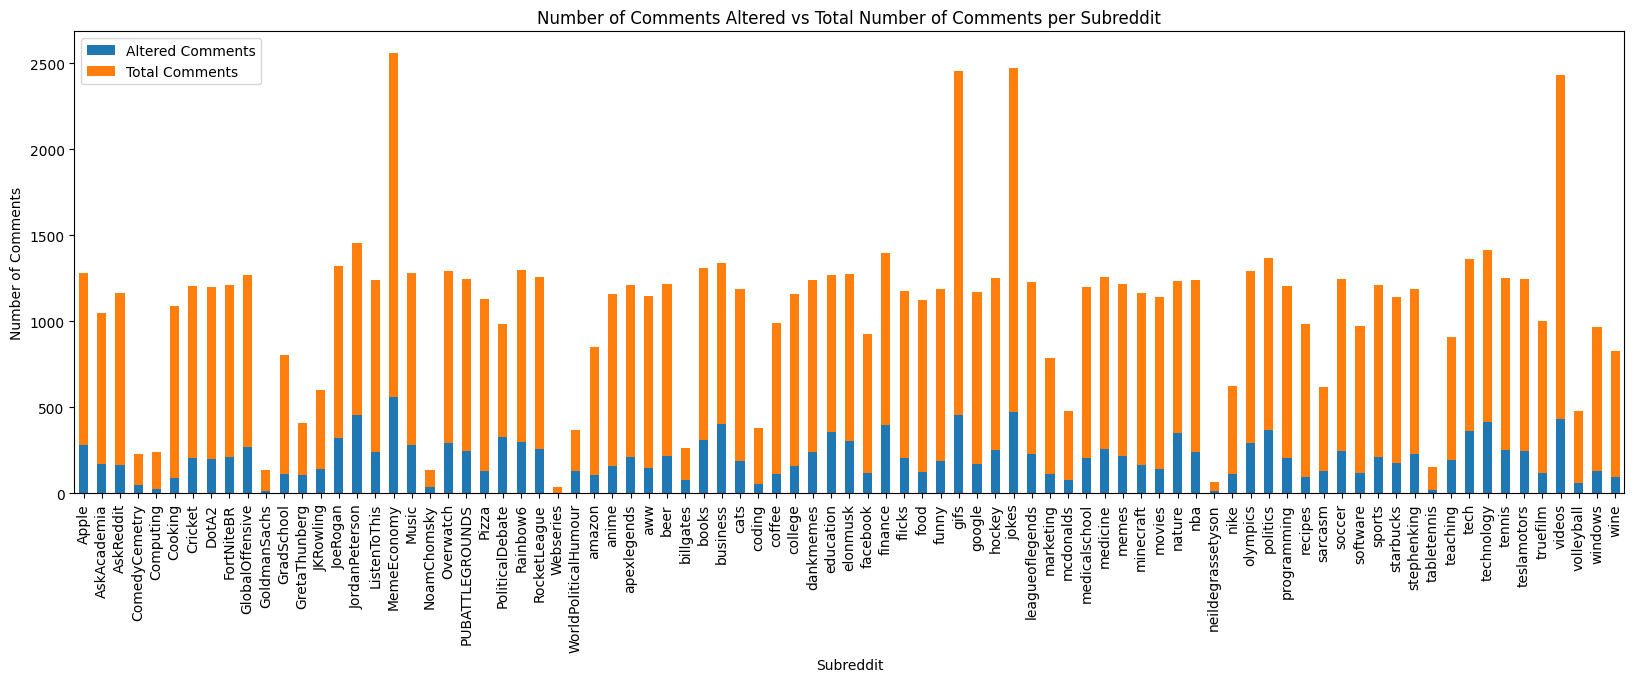 Number of Comments Altered vs Total Number of Comments per Subreddit
Altered Comments
Total Comments
Number of Comments
2500
2000
1500
1000
500
0
Apple
AskAcademia
AskReddit
ComedyCemetry
Computing
Cooking
Cricket
DotA2
FortNiteBR
GlobalOffensive
GoldmanSachs
GradSchool
GretaThunberg
JKRowling
JoeRogan
JordanPeterson
ListenToThis
MemeEconomy
Music
NoamChomsky
Overwatch
PUBATTLEGROUNDS
Pizza
PoliticalDebate
Rainbow6
RocketLeague
Webseries
WorldPoliticalHumour
amazon
anime
apexlegends
aww
beer
billgates
books
business
cats
coding
coffee
college
dankmemes
education
elonmusk
facebook
finance
flicks
food
funny
gifs
google
hockey
jokes
leagueoflegends
marketing
mcdonalds
medicalschool
medicine
memes
minecraft
movies
nature
nba
neildegrassetyson
nike
olympics
politics
programming
recipes
sarcasm
soccer
software
sports
starbucks
stephenking
tabletennis
teaching
tech
technology
tennis
teslamotors
truefilm
videos
volleyball
windows
wine
Subreddit